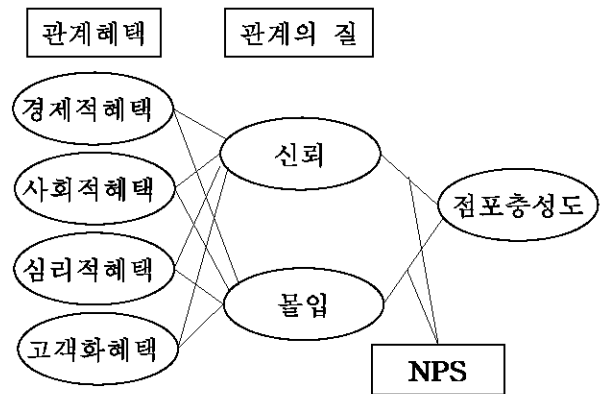 관계혜택
관계의 질
경제적혜택
사회적혜택
심리적혜택
고객화혜택
신뢰
몰입
점포충성도
NPS